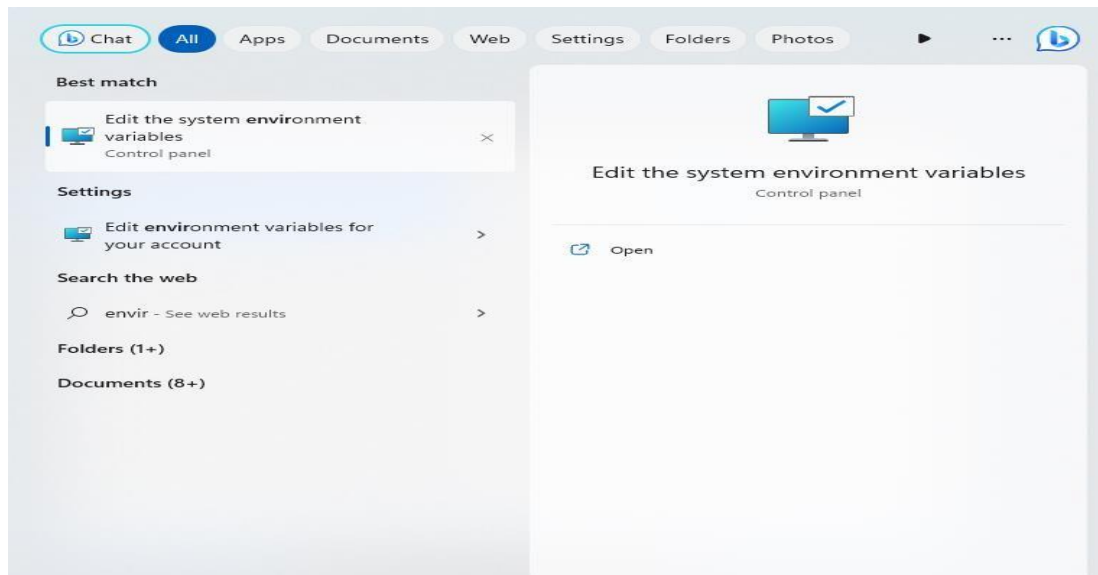 Chat All Apps Documents Web Settings Folders Photos ...
Best match
Edit the system environment
variables
Control panel
Settings
Edit environment variables for
your account
Search the web
envir - See web results
Folders (1+)
Documents (8+)
Edit the system environment variables
Control panel
Open